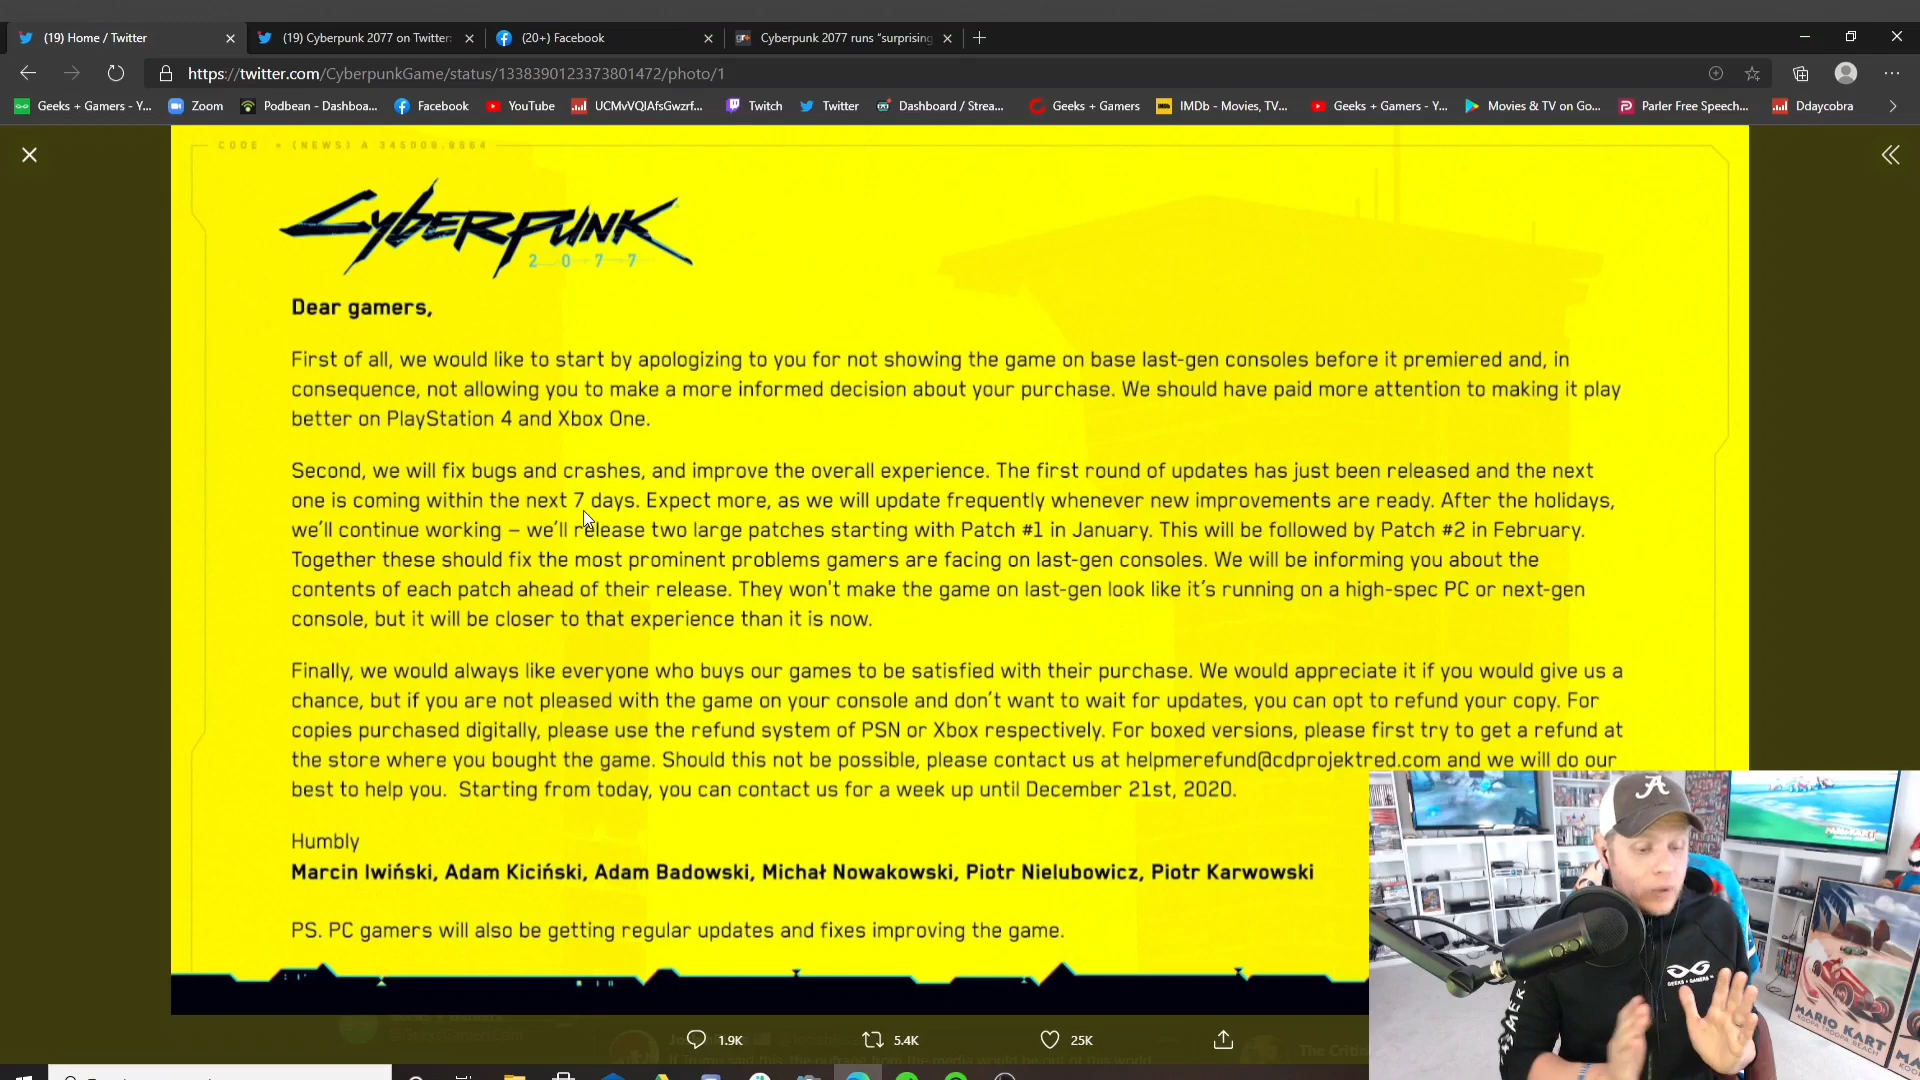 (19) Home / Twitter
(19) Cyberpunk 2077 on Twitter:
(20+) Facebook
gr+
Cyberpunk 2077 runs "surprising
https://twitter.com/CyberpunkGame/status/1338390123373801472/photo/1
Geeks + Gamers - Y...
Zoom
Podbean - Dashboa...
Facebook
YouTube
UCMvVQIAfsGwzrf...
Twitch
Twitter
Dashboard / Strea...
Geeks + Gamers
IMDb - Movies, TV...
Geeks + Gamers - Y...
Movies & TV on Go...
Parler Free Speech...
Ddaycobra
CYBERPUNK
2077
Dear gamers,
First of all, we would like to start by apologizing to you for not showing the game on base last-gen consoles before it premiered and, in
consequence, not allowing you to make a more informed decision about your purchase. We should have paid more attention to making it play
better on PlayStation 4 and Xbox One.
Second, we will fix bugs and crashes, and improve the overall experience. The first round of updates has just been released and the next
one is coming within the next 7 days. Expect more, as we will update frequently whenever new improvements are ready. After the holidays,
we'll continue working – we'll release two large patches starting with Patch #1 in January. This will be followed by Patch #2 in February.
Together these should fix the most prominent problems gamers are facing on last-gen consoles. We will be informing you about the
contents of each patch ahead of their release. They won't make the game on last-gen look like it's running on a high-spec PC or next-gen
console, but it will be closer to that experience than it is now.
Finally, we would always like everyone who buys our games to be satisfied with their purchase. We would appreciate it if you would give us a
chance, but if you are not pleased with the game on your console and don't want to wait for updates, you can opt to refund your copy. For
copies purchased digitally, please use the refund system of PSN or Xbox respectively. For boxed versions, please first try to get a refund at
the store where you bought the game. Should this not be possible, please contact us at helpmerefund@cdprojektred.com and we will do our
best to help you. Starting from today, you can contact us for a week up until December 21st, 2020.
Humbly
Marcin Iwiński, Adam Kiciński, Adam Badowski, Michał Nowakowski, Piotr Nielubowicz, Piotr Karwowski
PS. PC gamers will also be getting regular updates and fixes improving the game.
1.9K
5.4K
25K
A
MARIO KART
GEEKS + GAMERS
MARIO KART